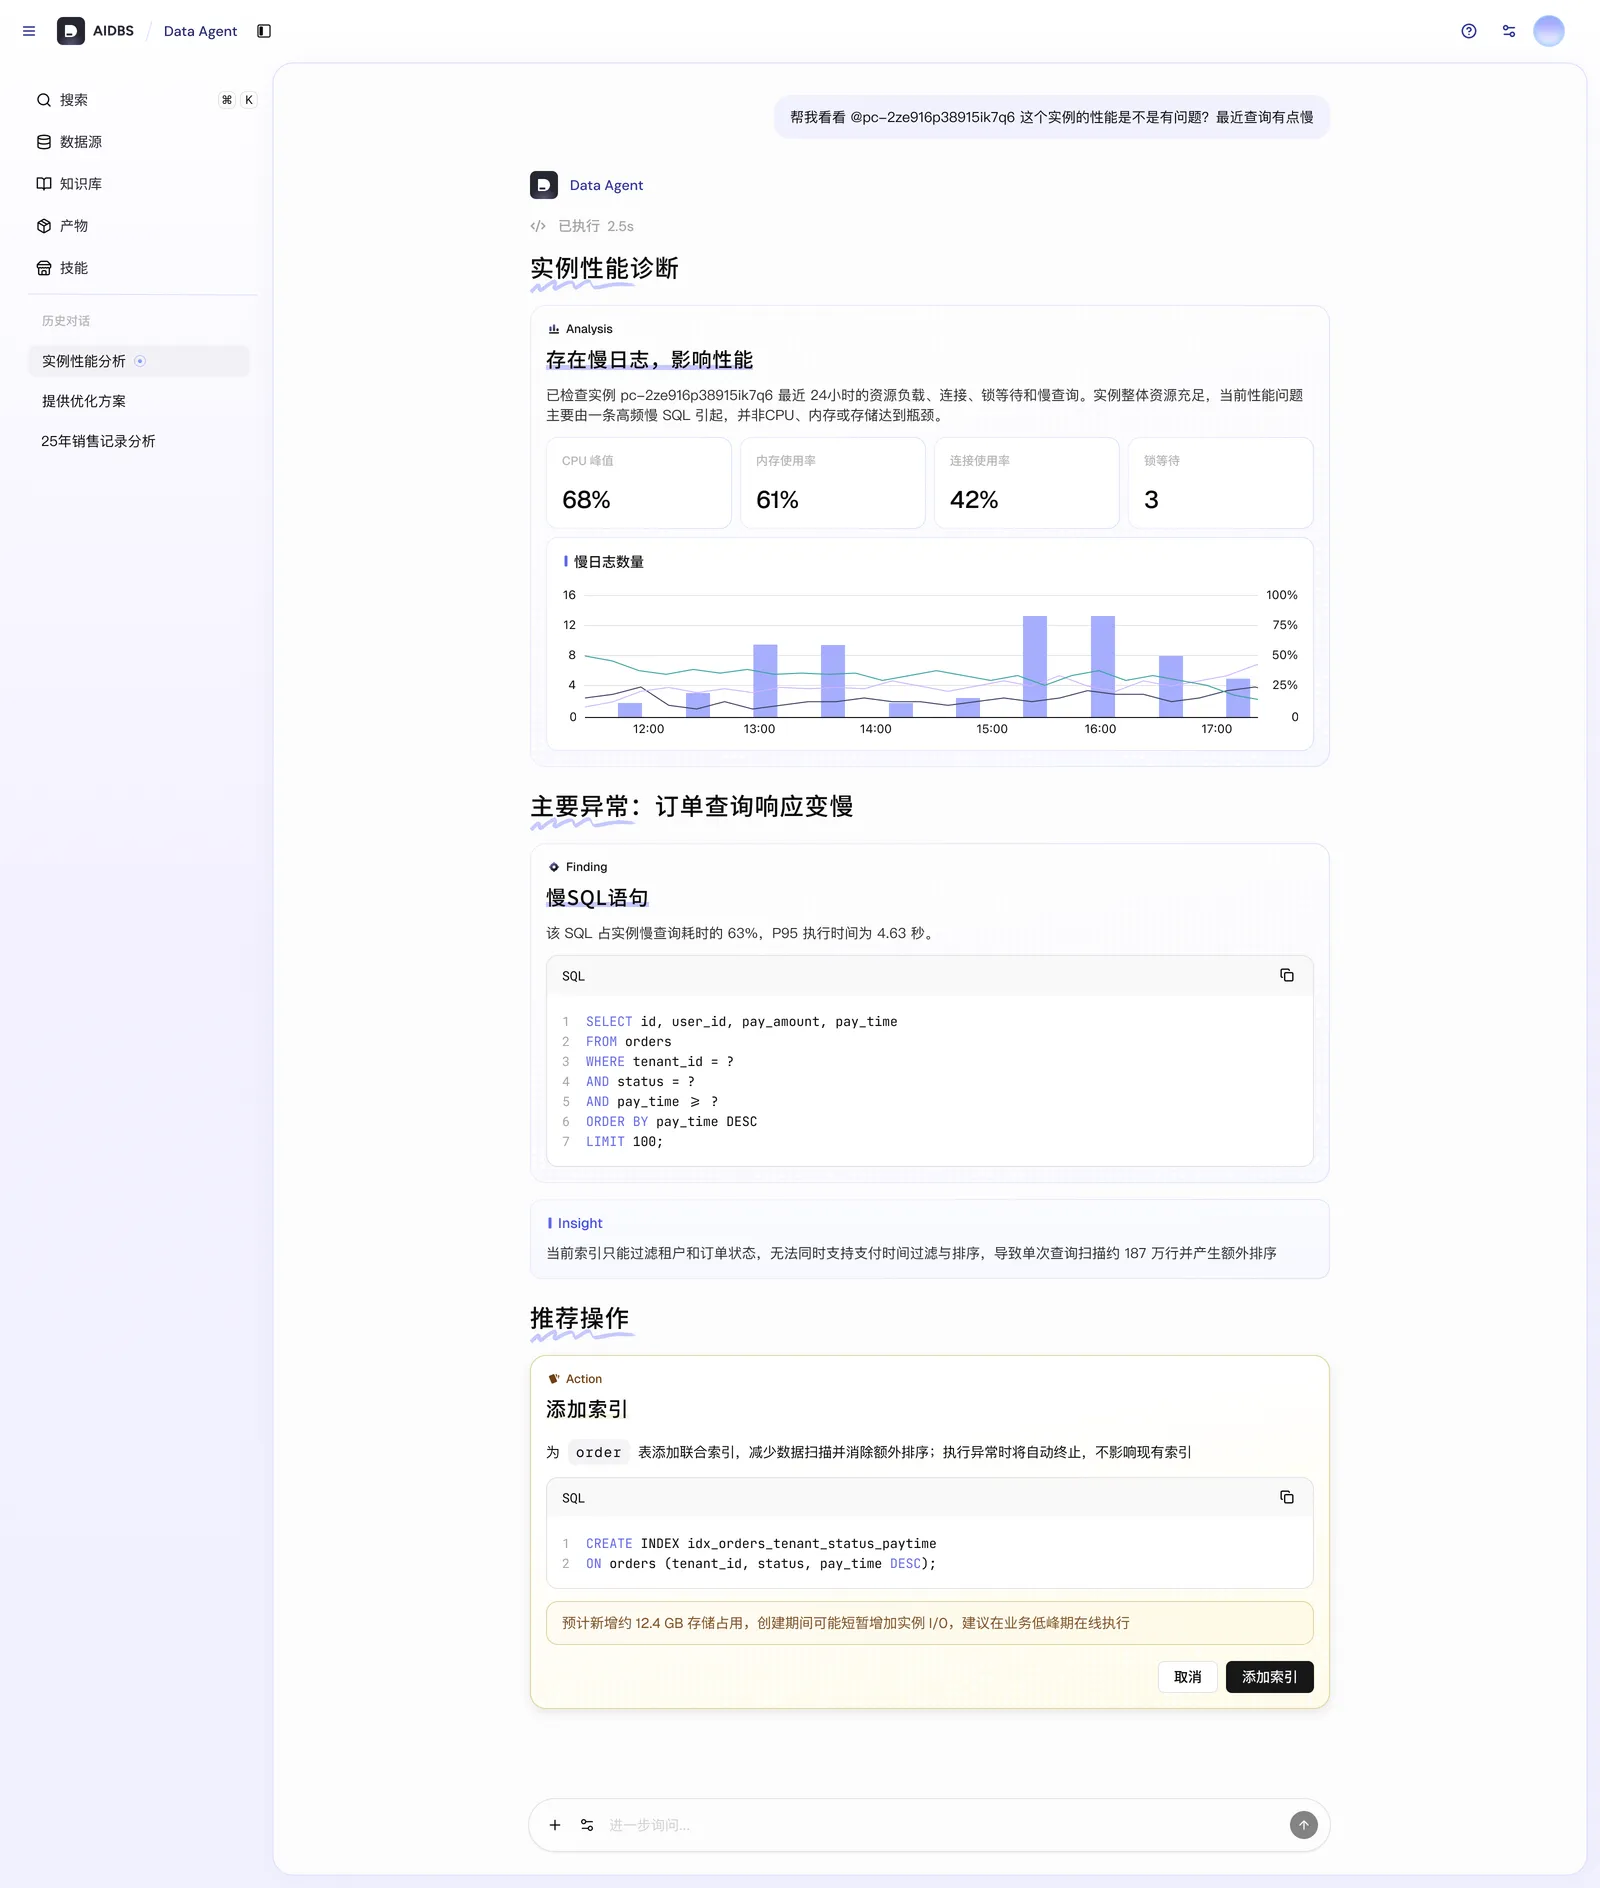 AIDBS / Data Agent
搜索 ⌘ K
数据源
知识库
产物
技能
历史对话
实例性能分析
提供优化方案
25年销售记录分析
帮我看看 @pc-2ze916p38915ik7q6 这个实例的性能是不是有问题？最近查询有点慢
Data Agent
</> 已执行 2.5s
实例性能诊断
Analysis
存在慢日志，影响性能
已检查实例 pc-2ze916p38915ik7q6 最近 24小时的资源负载、连接、锁等待和慢查询。实例整体资源充足，当前性能问题
主要由一条高频慢 SQL 引起，并非CPU、内存或存储达到瓶颈。
CPU 峰值
68%
内存使用率
61%
连接使用率
42%
锁等待
3
慢日志数量
16 100%
12 75%
8 50%
4 25%
0 0
12:00 13:00 14:00 15:00 16:00 17:00
主要异常：订单查询响应变慢
Finding
慢SQL语句
该 SQL 占实例慢查询耗时的 63%，P95 执行时间为 4.63 秒。
SQL
1 SELECT id, user_id, pay_amount, pay_time
2 FROM orders
3 WHERE tenant_id = ?
4 AND status = ?
5 AND pay_time ⩾ ?
6 ORDER BY pay_time DESC
7 LIMIT 100;
Insight
当前索引只能过滤租户和订单状态，无法同时支持支付时间过滤与排序，导致单次查询扫描约 187 万行并产生额外排序
推荐操作
Action
添加索引
为 order 表添加联合索引，减少数据扫描并消除额外排序；执行异常时将自动终止，不影响现有索引
SQL
1 CREATE INDEX idx_orders_tenant_status_paytime
2 ON orders (tenant_id, status, pay_time DESC);
预计新增约 12.4 GB 存储占用，创建期间可能短暂增加实例 I/O，建议在业务低峰期在线执行
取消 添加索引
进一步询问...